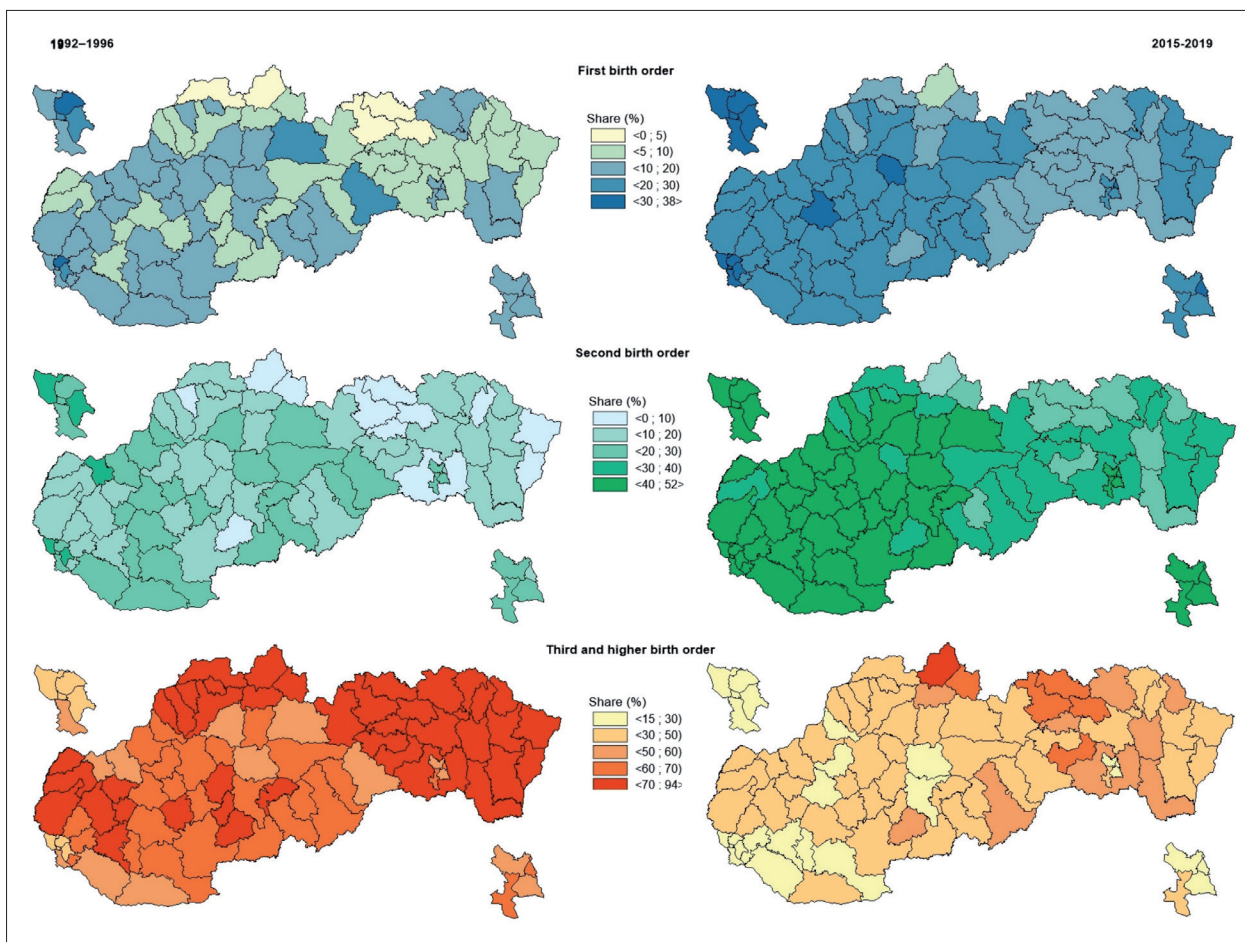 1992–1996
2015-2019
First birth order
Share (%)
<0 ; 5)
<5 ; 10)
<10 ; 20)
<20 ; 30)
<30 ; 38>
Second birth order
Share (%)
<0 ; 10)
<10 ; 20)
<20 ; 30)
<30 ; 40)
<40 ; 52>
Third and higher birth order
Share (%)
<15 ; 30)
<30 ; 50)
<50 ; 60)
<60 ; 70)
<70 ; 94>